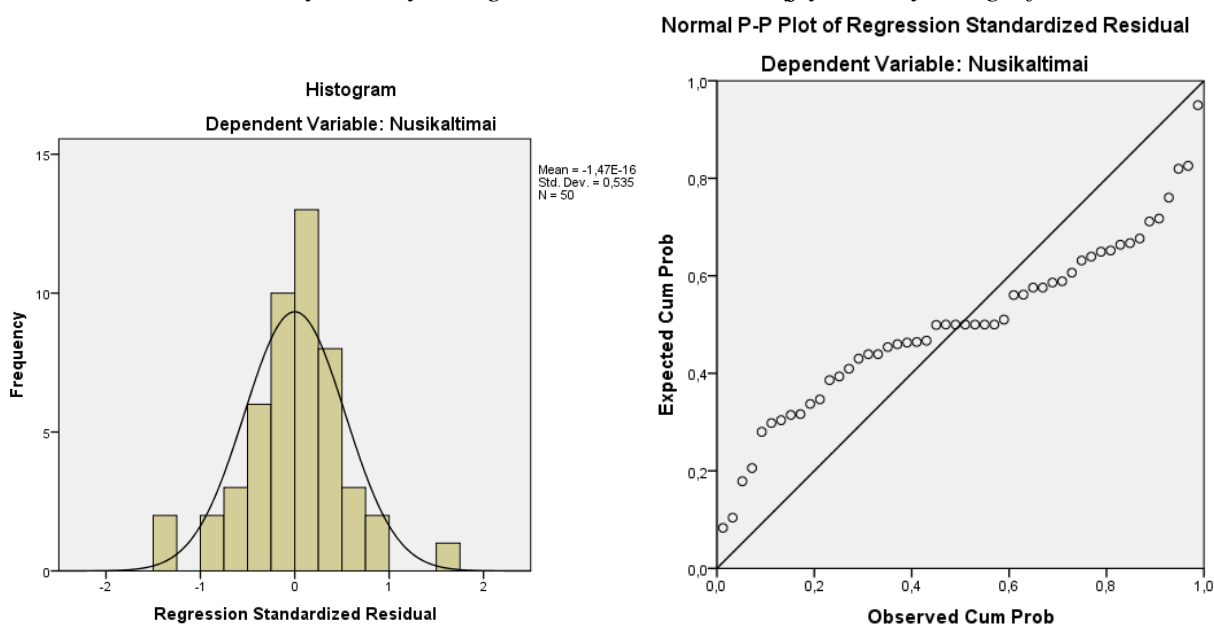 Histogram
Dependent Variable: Nusikaltimai
Mean = -1,47E-16
Std. Dev. = 0,535
N = 50
15
10
5
0
Frequency
-2
-1
0
1
2
Regression Standardized Residual
Normal P-P Plot of Regression Standardized Residual
Dependent Variable: Nusikaltimai
1,0
0,8
0,6
0,4
0,2
0,0
Expected Cum Prob
0,0
0,2
0,4
0,6
0,8
1,0
Observed Cum Prob